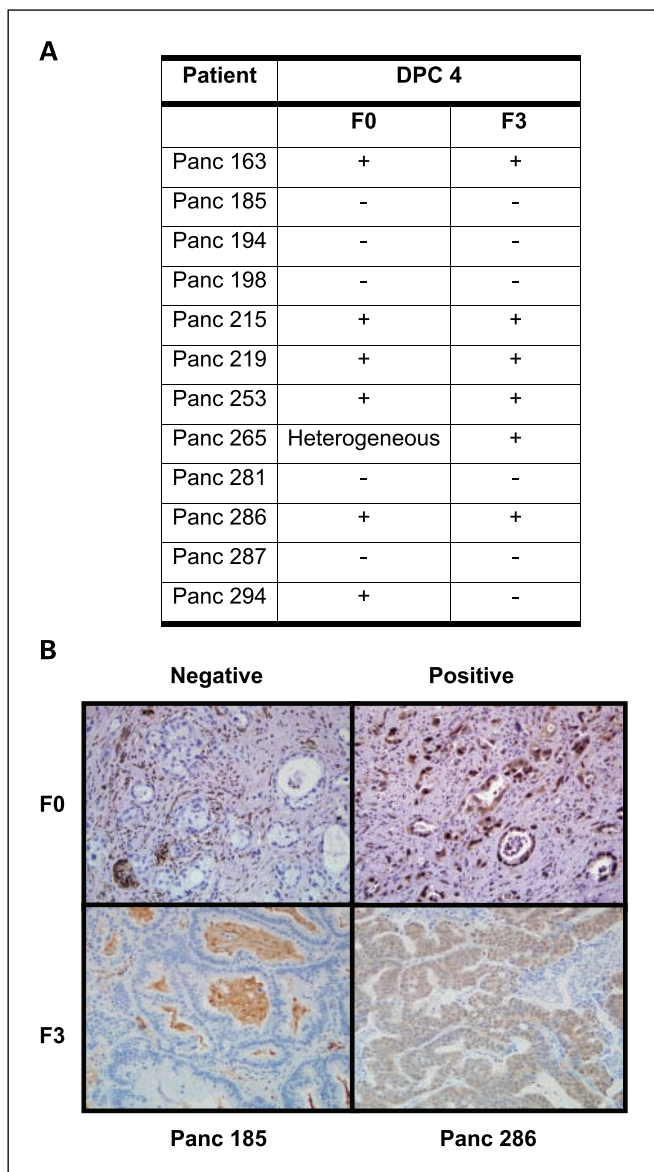 A
Patient DPC 4
F0 F3
Panc 163 + +
Panc 185 - -
Panc 194 - -
Panc 198 - -
Panc 215 + +
Panc 219 + +
Panc 253 + +
Panc 265 Heterogeneous +
Panc 281 - -
Panc 286 + +
Panc 287 - -
Panc 294 + -
B
Negative Positive
F0
F3
Panc 185 Panc 286